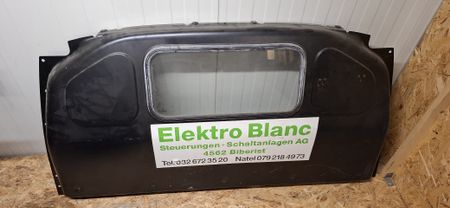 Elektro Blanc
Steuerungen - Schaltanlagen AG
4562 Biberist
Tel. 032 672 35 20 Natel 079 218 49 73